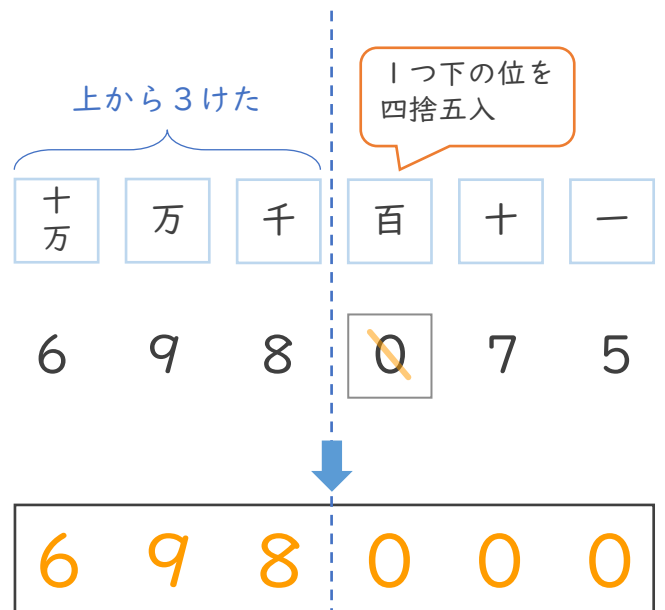 上から３けた
１つ下の位を
四捨五入
十万 万 千 百 十 一
6 9 8 0 7 5
6 9 8 0 0 0